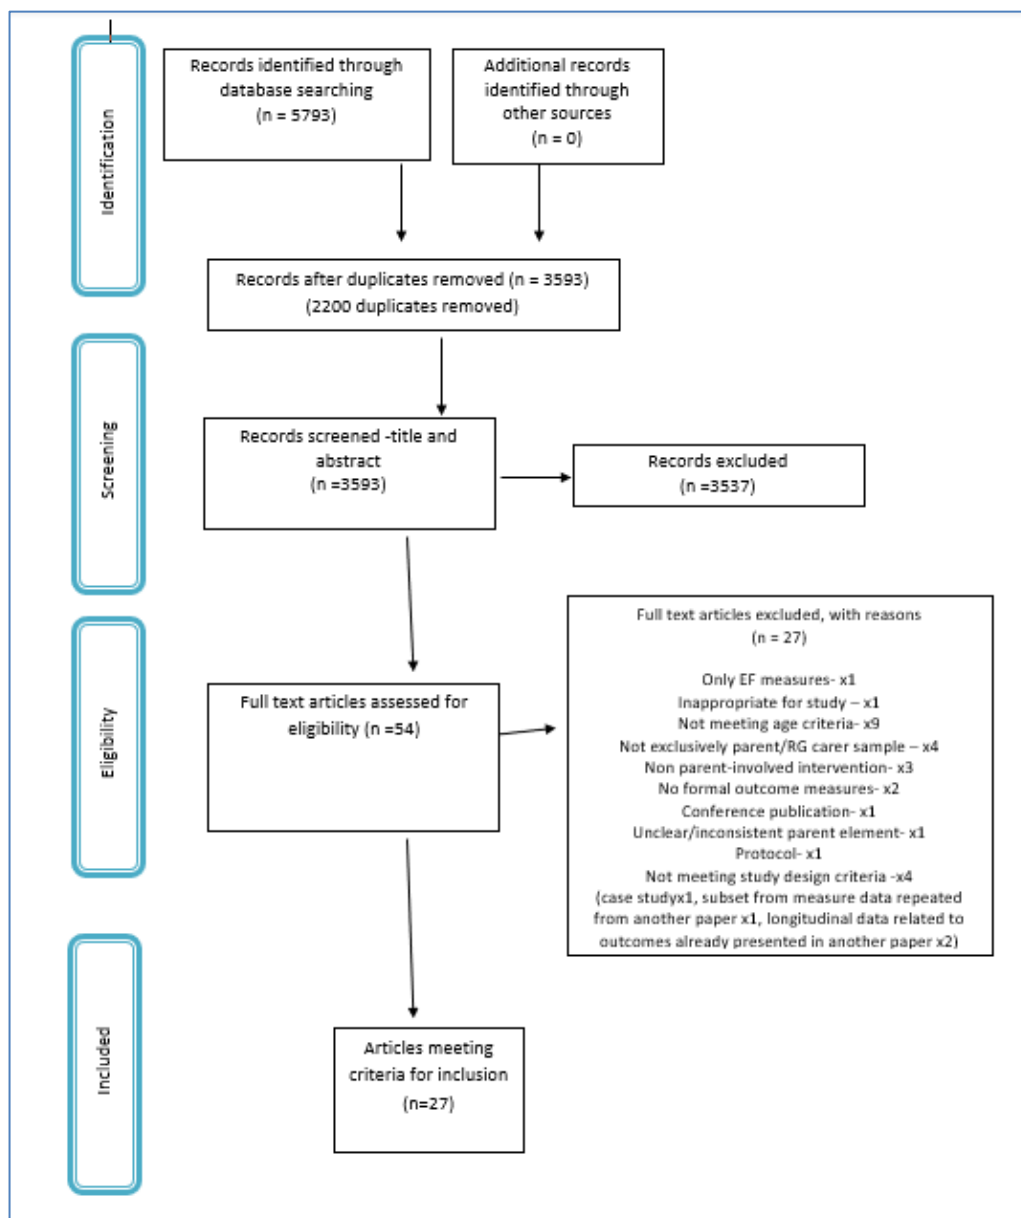 Identification
Records identified through
database searching
(n = 5793)
Additional records
identified through
other sources
(n = 0)
Records after duplicates removed (n = 3593)
(2200 duplicates removed)
Screening
Records screened -title and
abstract
(n =3593)
Records excluded
(n =3537)
Eligibility
Full text articles assessed for
eligibility (n =54)
Full text articles excluded, with reasons
(n = 27)
Only EF measures- x1
Inappropriate for study – x1
Not meeting age criteria- x9
Not exclusively parent/RG carer sample – x4
Non parent-involved intervention- x3
No formal outcome measures- x2
Conference publication- x1
Unclear/inconsistent parent element- x1
Protocol- x1
Not meeting study design criteria -x4
(case studyx1, subset from measure data repeated
from another paper x1, longitudinal data related to
outcomes already presented in another paper x2)
Included
Articles meeting
criteria for inclusion
(n=27)